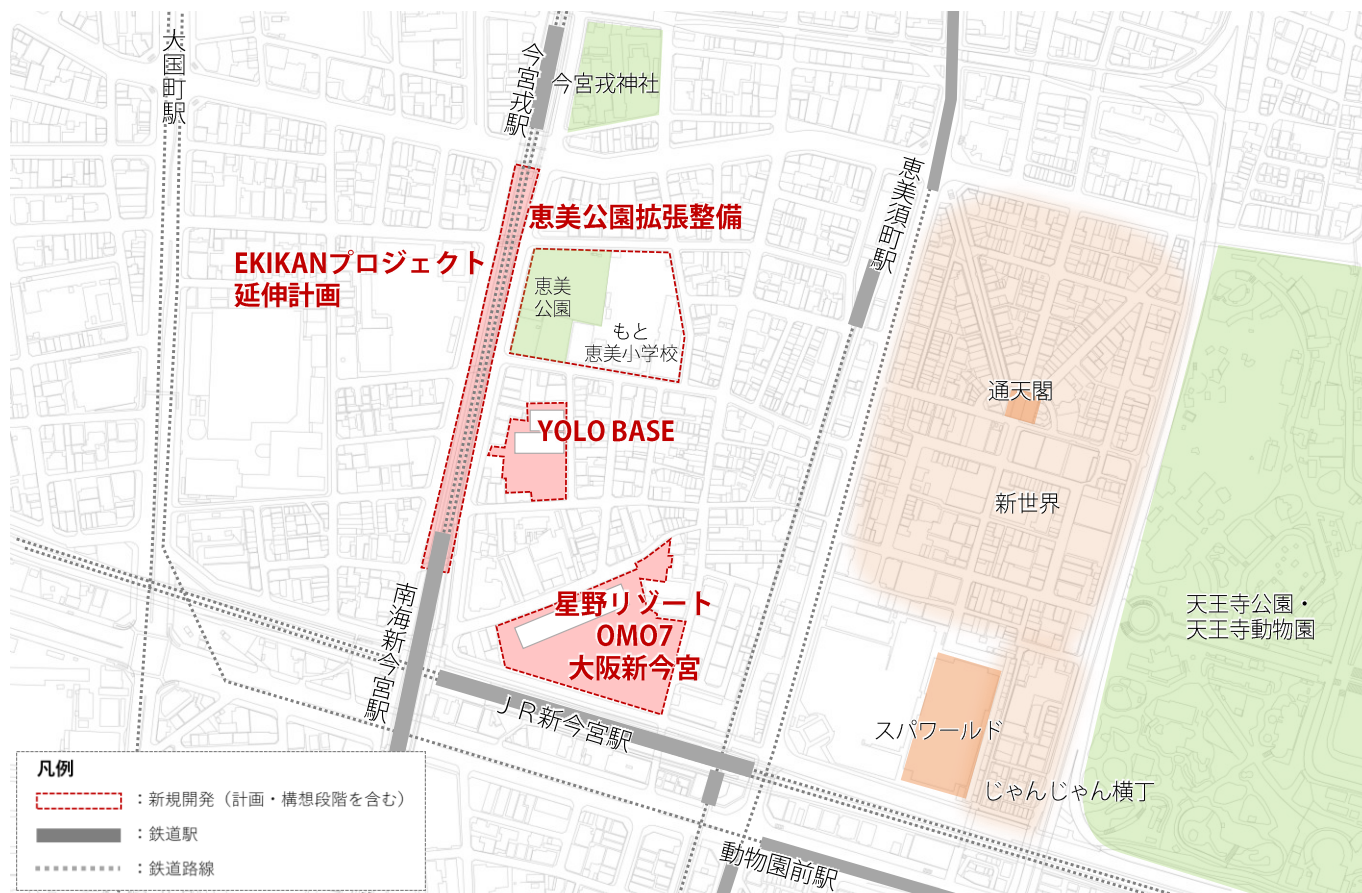 大国町駅
今宮戎駅
今宮戎神社
恵美須町駅
恵美公園拡張整備
EKIKANプロジェクト
延伸計画
恵美
公園
もと
恵美小学校
通天閣
YOLO BASE
新世界
星野リゾート
OMO7
大阪新今宮
天王寺公園・
天王寺動物園
南海新今宮駅
JR新今宮駅
スパワールド
じゃんじゃん横丁
動物園前駅
凡例
：新規開発（計画・構想段階を含む）
：鉄道駅
：鉄道路線